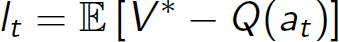 l_t = 𝔼 [V* − Q(a_t)]